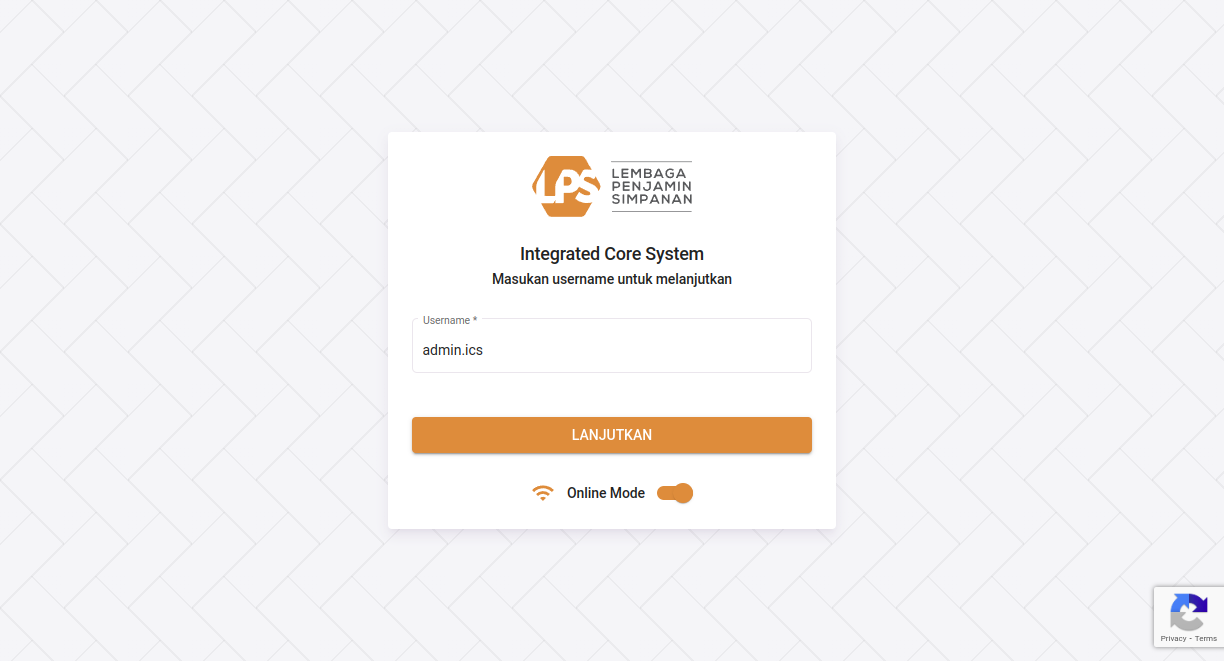 LPS
LEMBAGA
PENJAMIN
SIMPANAN
Integrated Core System
Masukan username untuk melanjutkan
Username *
admin.ics
LANJUTKAN
Online Mode
Privacy - Terms